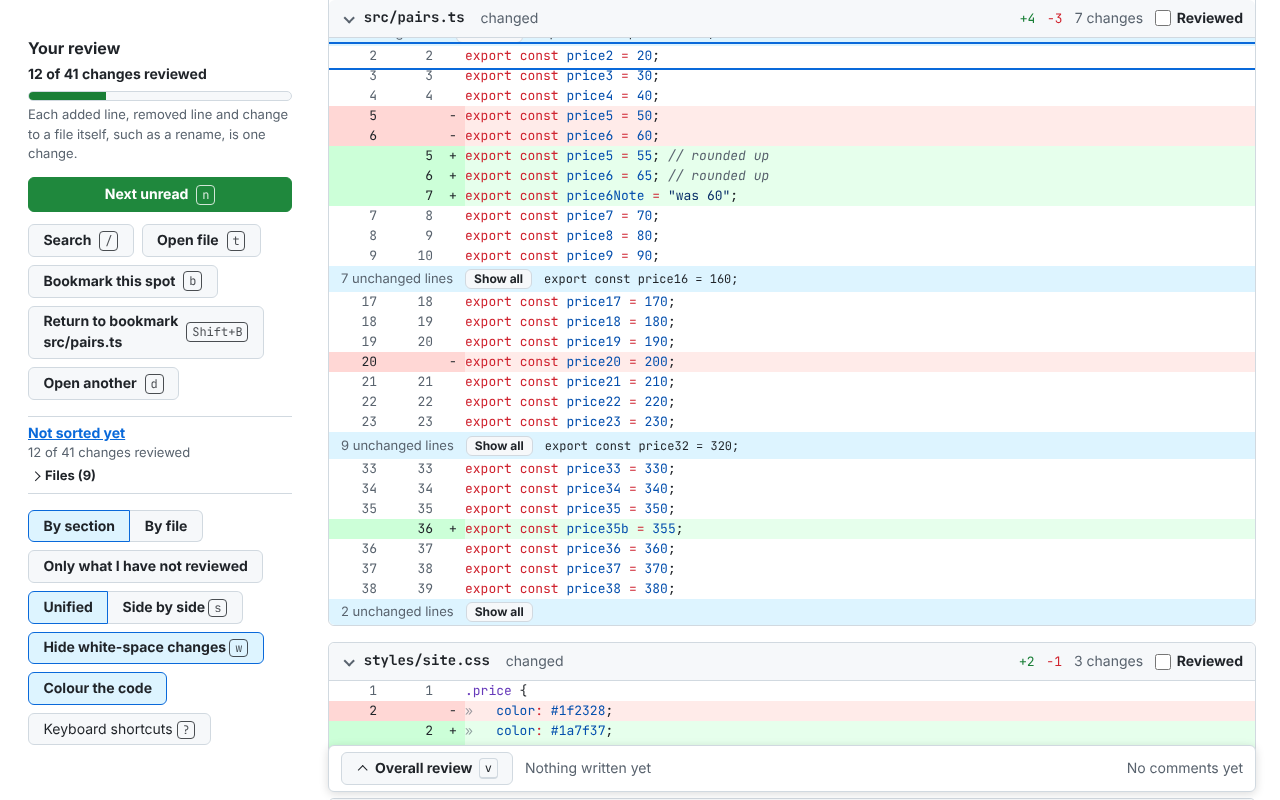 Your review
12 of 41 changes reviewed
Each added line, removed line and change
to a file itself, such as a rename, is one
change.
Next unread n
Search / Open file t
Bookmark this spot b
Return to bookmark
src/pairs.ts Shift+B
Open another d
Not sorted yet
12 of 41 changes reviewed
Files (9)
By section By file
Only what I have not reviewed
Unified Side by side s
Hide white-space changes w
Colour the code
Keyboard shortcuts ?
src/pairs.ts changed +4 -3 7 changes Reviewed
2 2 export const price2 = 20;
3 3 export const price3 = 30;
4 4 export const price4 = 40;
5 - export const price5 = 50;
6 - export const price6 = 60;
5 + export const price5 = 55; // rounded up
6 + export const price6 = 65; // rounded up
7 + export const price6Note = "was 60";
7 8 export const price7 = 70;
8 9 export const price8 = 80;
9 10 export const price9 = 90;
7 unchanged lines Show all export const price16 = 160;
17 18 export const price17 = 170;
18 19 export const price18 = 180;
19 20 export const price19 = 190;
20 - export const price20 = 200;
21 21 export const price21 = 210;
22 22 export const price22 = 220;
23 23 export const price23 = 230;
9 unchanged lines Show all export const price32 = 320;
33 33 export const price33 = 330;
34 34 export const price34 = 340;
35 35 export const price35 = 350;
36 + export const price35b = 355;
36 37 export const price36 = 360;
37 38 export const price37 = 370;
38 39 export const price38 = 380;
2 unchanged lines Show all
styles/site.css changed +2 -1 3 changes Reviewed
1 1 .price {
2 - » color: #1f2328;
2 + » color: #1a7f37;
Overall review v Nothing written yet No comments yet